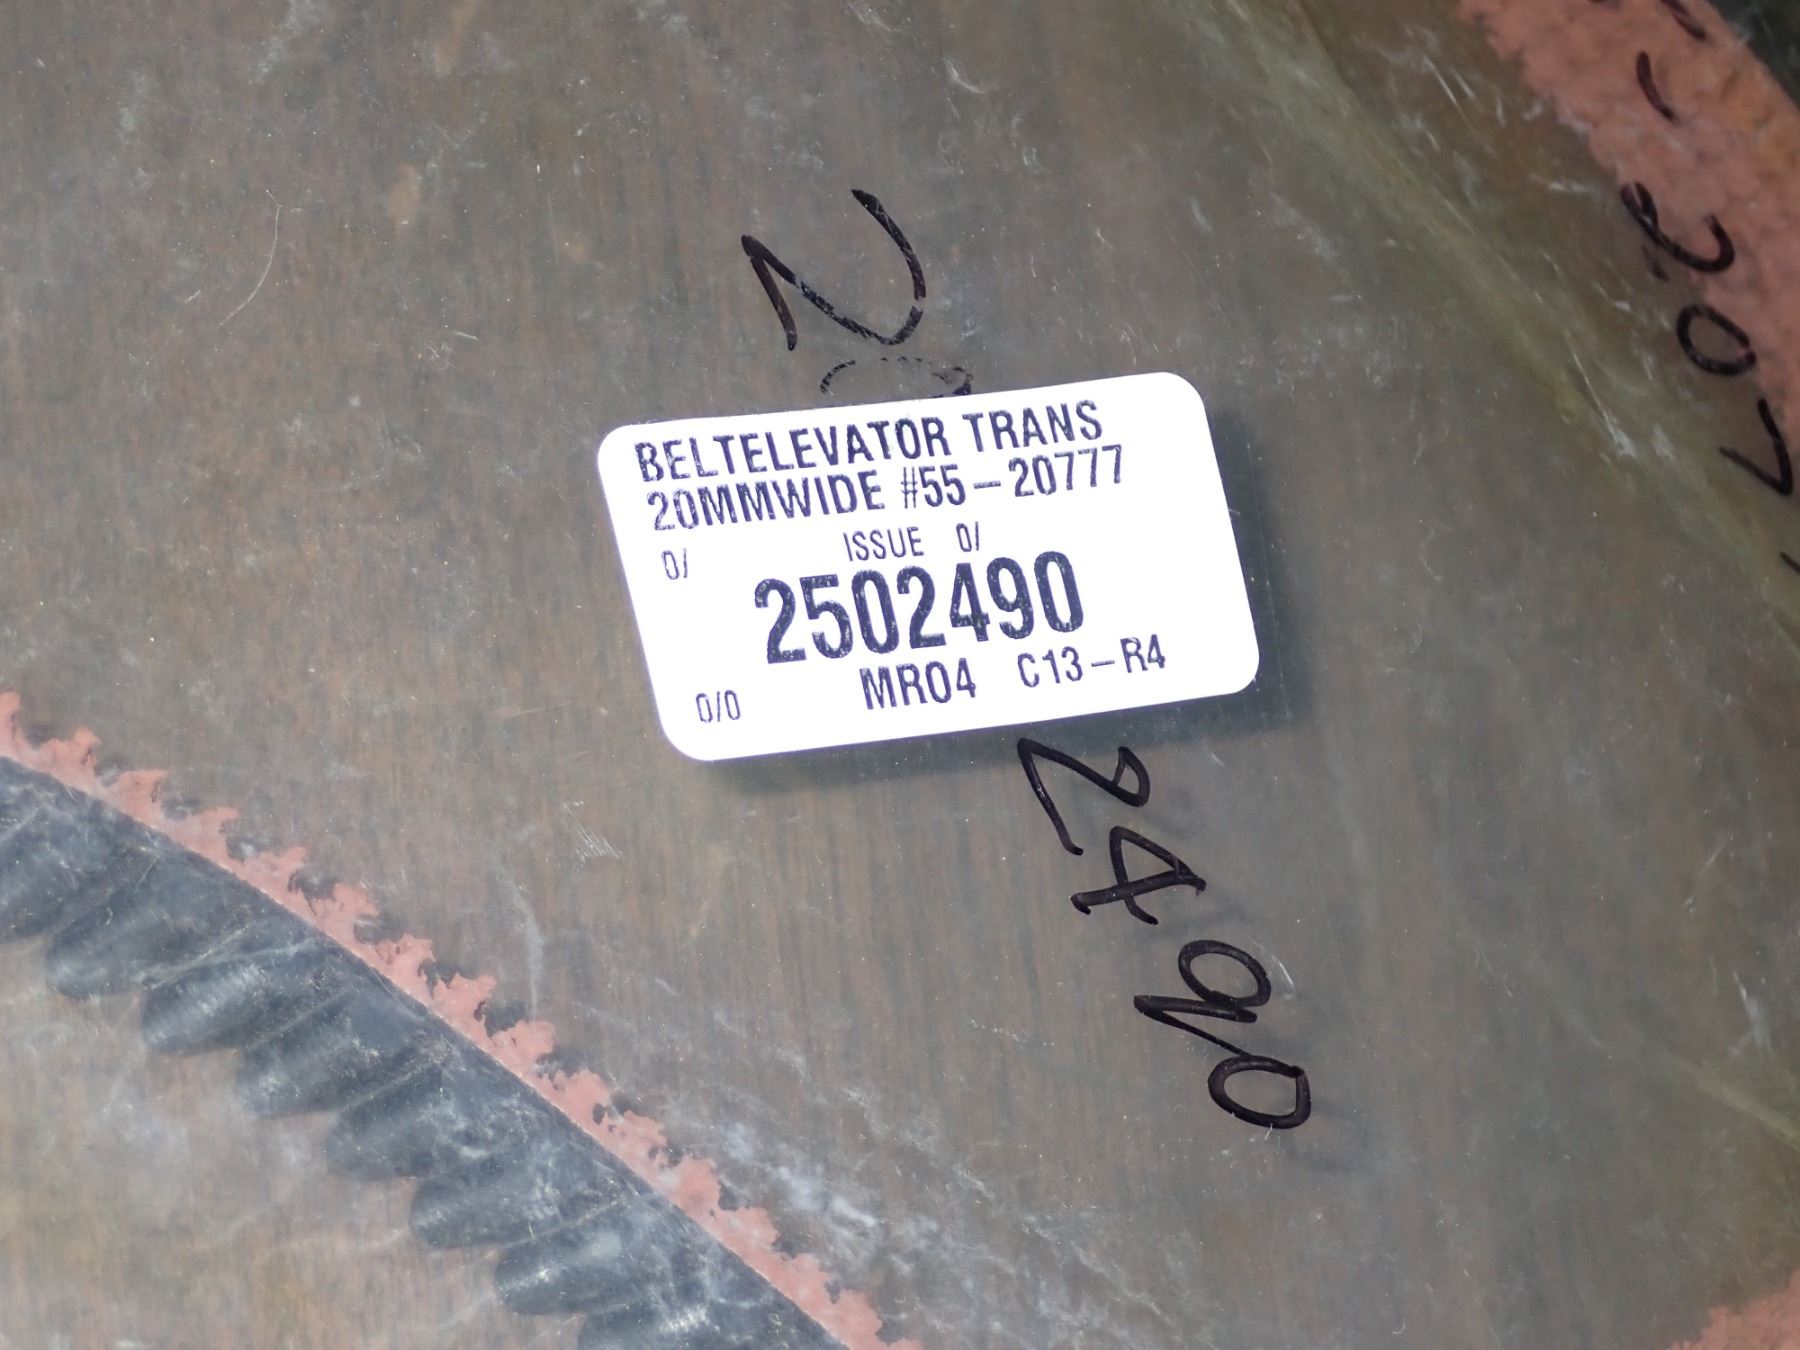 BELTELEVATOR TRANS
20MMWIDE #55-20777
0/ ISSUE 0/
2502490
0/0 MR04 C13-R4
2490